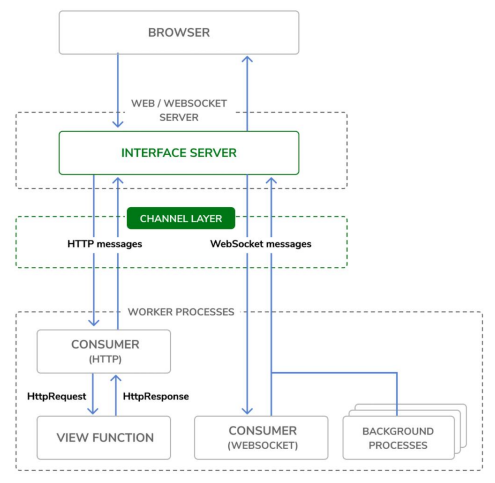 BROWSER
WEB / WEBSOCKET
SERVER
INTERFACE SERVER
CHANNEL LAYER
HTTP messages
WebSocket messages
WORKER PROCESSES
CONSUMER
(HTTP)
HttpRequest
HttpResponse
VIEW FUNCTION
CONSUMER
(WEBSOCKET)
BACKGROUND
PROCESSES